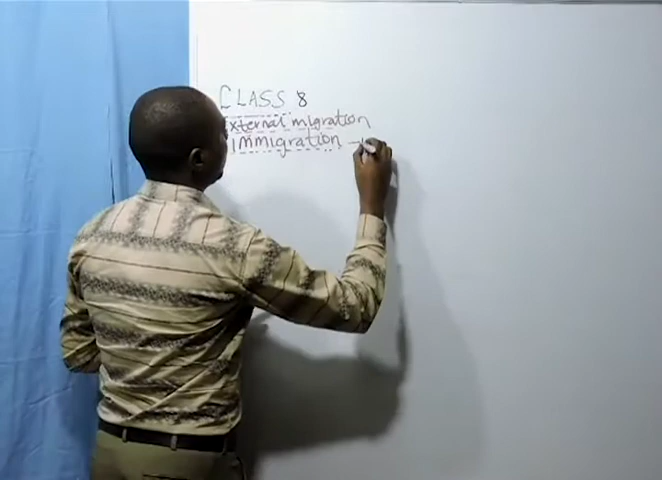 CLASS 8
External migration
immigration –